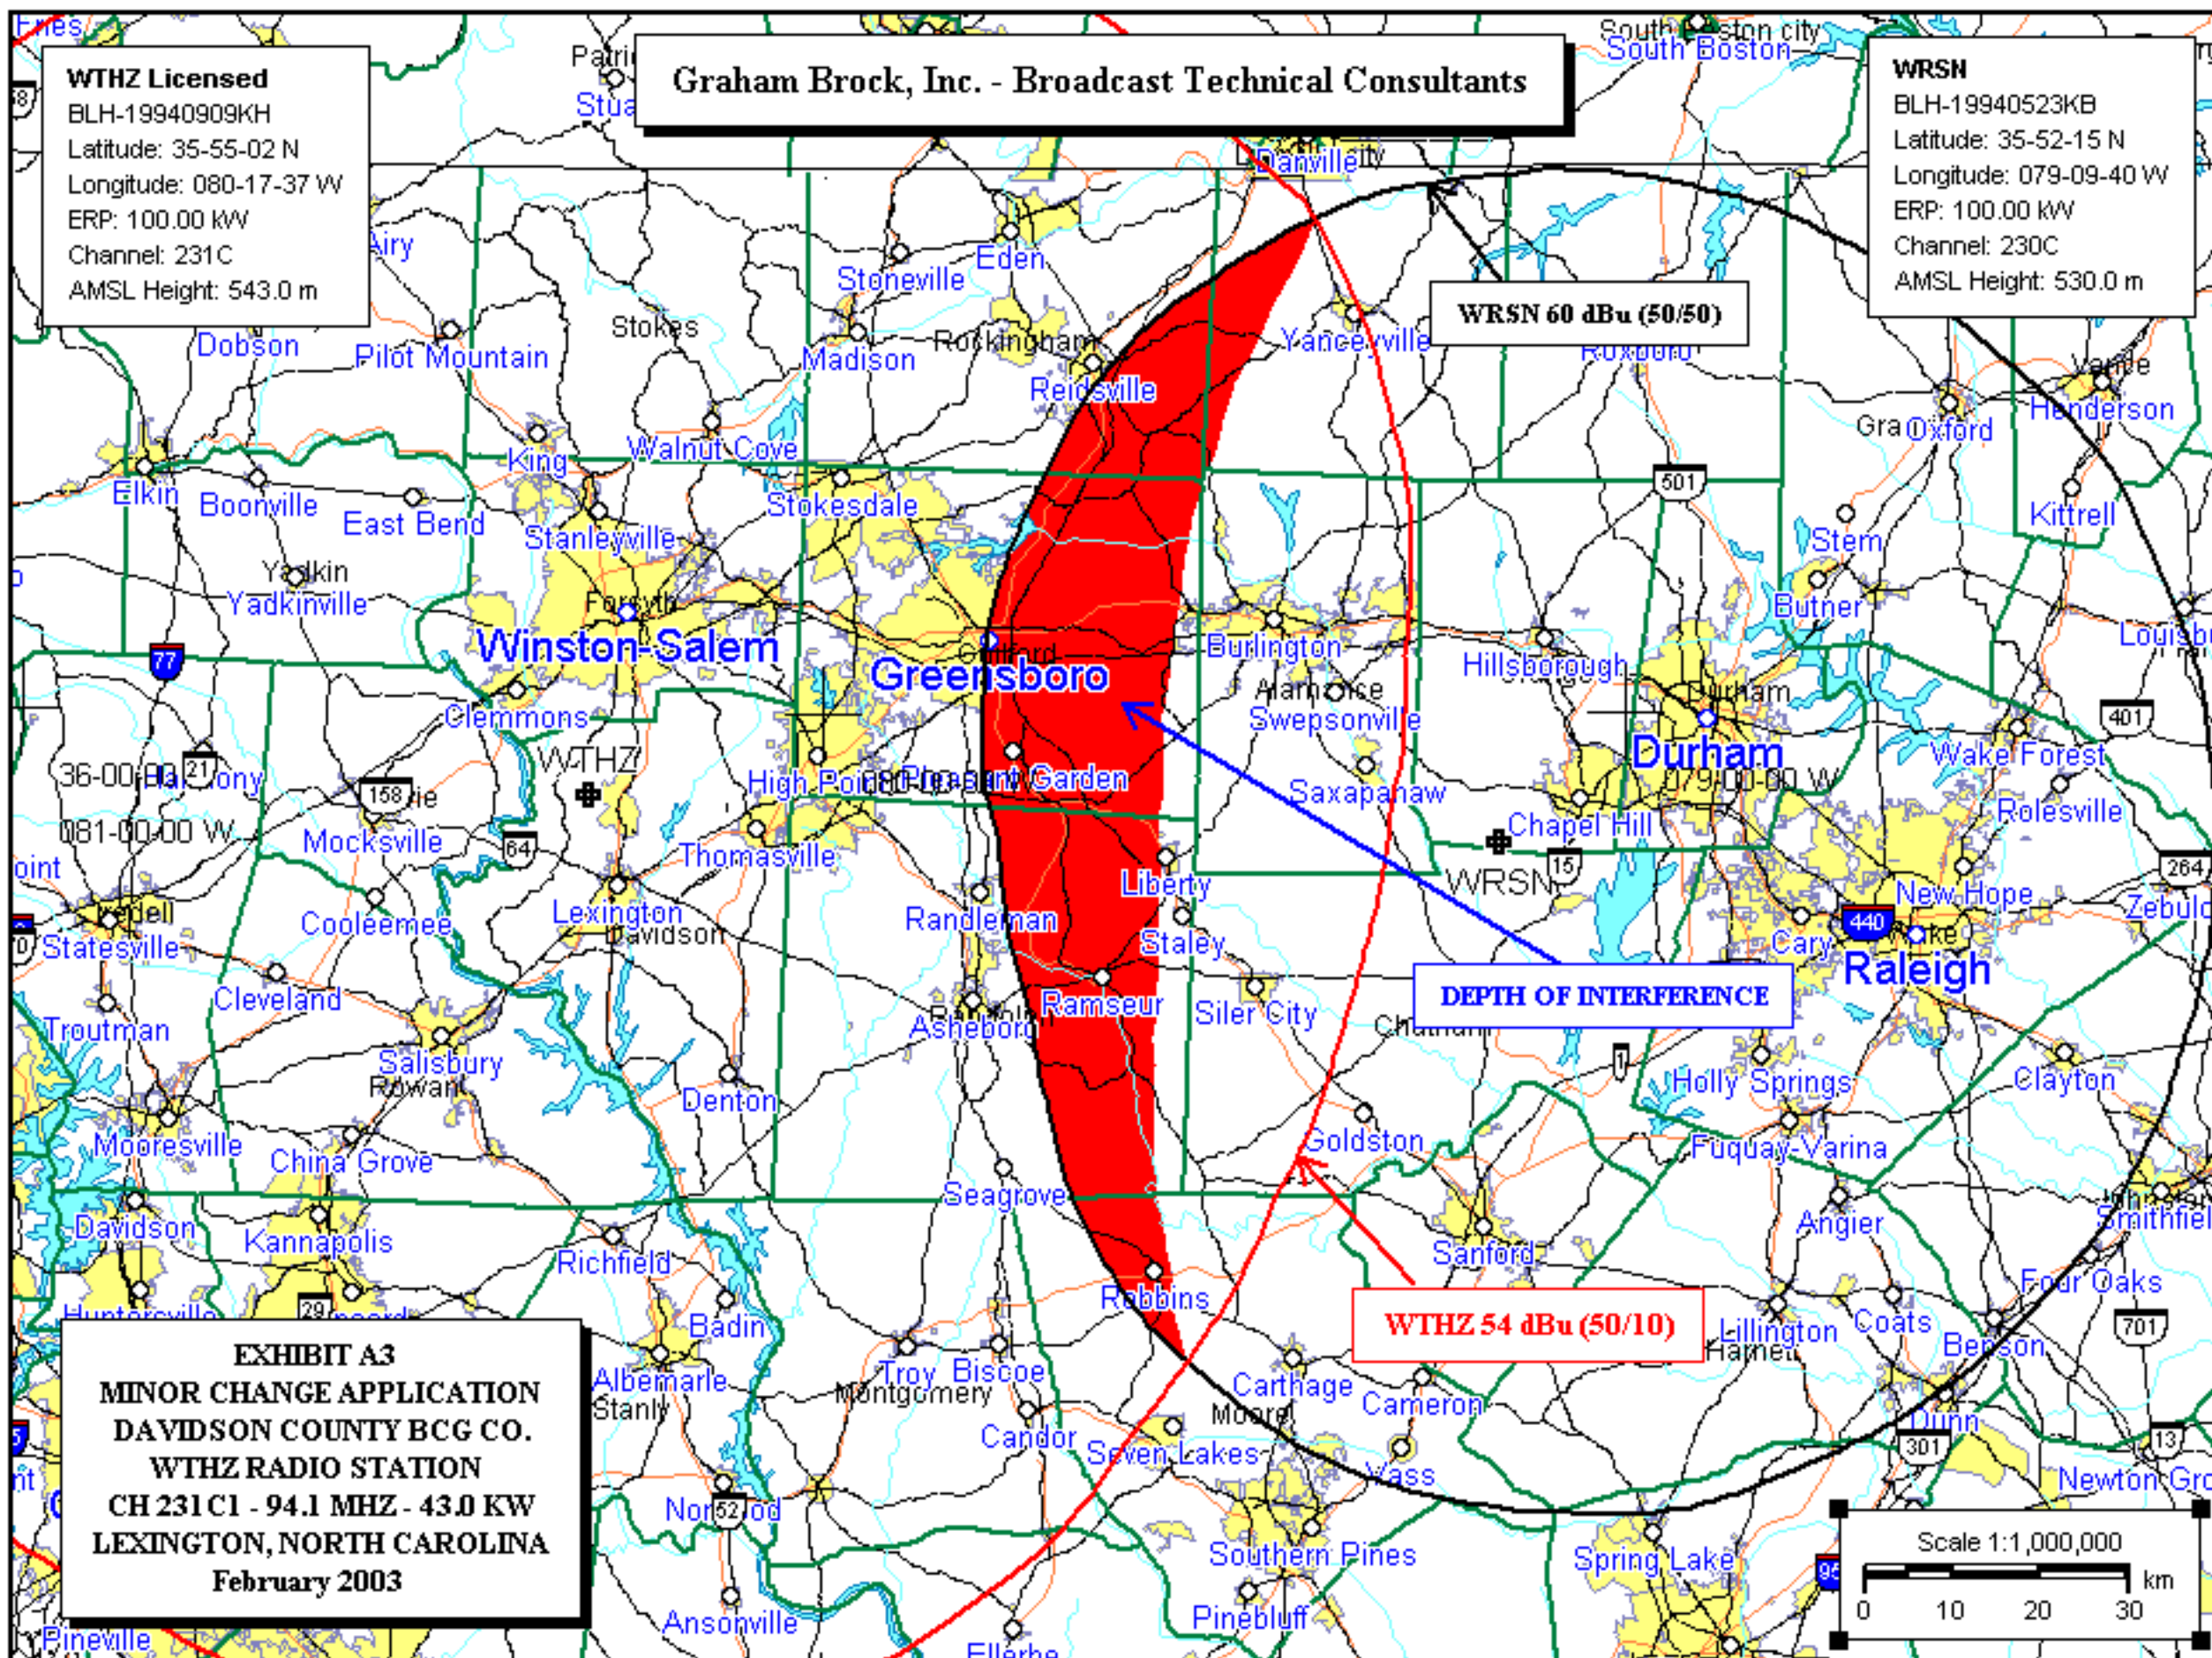 Fries
South Boston city
South Boston
WTHZ Licensed
BLH-19940909KH
Latitude: 35-55-02 N
Longitude: 080-17-37 W
ERP: 100.00 kW
Channel: 231C
AMSL Height: 543.0 m
Graham Brock, Inc. - Broadcast Technical Consultants
WRSN
BLH-19940523KB
Latitude: 35-52-15 N
Longitude: 079-09-40 W
ERP: 100.00 kW
Channel: 230C
AMSL Height: 530.0 m
Danville
Eden
Stoneville
WRSN 60 dBu (50/50)
Stokes
Dobson
Pilot Mountain
Madison
Rockingham
Yanceyville
Roxboro
Reidsville
Oxford
Henderson
Walnut Cove
King
Elkin
Boonville
East Bend
Stokesdale
501
Kittrell
Stanleyville
Stem
Yadkin
Yadkinville
Forsyth
Butner
Winston-Salem
Greensboro
Guilford
Burlington
Hillsborough
77
Clemmons
Alamance
Swepsonville
Durham
Durham
401
Wake Forest
WTHZ
36-00-00
21
Harmony
158
High Point
Pleasant Garden
Saxapahaw
079-00-00 W
Rolesville
081-00-00 W
Mocksville
64
Thomasville
Chapel Hill
15
WRSN
264
Liberty
New Hope
Lexington
Davidson
Randleman
Cooleemee
Statesville
Staley
Cary
440
Raleigh
Cleveland
DEPTH OF INTERFERENCE
Troutman
Asheboro
Ramseur
Siler City
Chatham
1
Salisbury
Rowan
Denton
Holly Springs
Clayton
Mooresville
China Grove
Goldston
Fuquay-Varina
Seagrove
Davidson
Kannapolis
Angier
Smithfield
Richfield
Sanford
Robbins
Four Oaks
Huntersville
29
Badin
WTHZ 54 dBu (50/10)
Lillington
Coats
701
Harnett
Benson
EXHIBIT A3
MINOR CHANGE APPLICATION
DAVIDSON COUNTY BCG CO.
WTHZ RADIO STATION
CH 231C1 - 94.1 MHZ - 43.0 KW
LEXINGTON, NORTH CAROLINA
February 2003
Albemarle
Stanly
Troy
Biscoe
Montgomery
Carthage
Moore
Cameron
Candor
Dunn
Seven Lakes
Vass
301
13
Newton Gro
52
Southern Pines
Spring Lake
Scale 1:1,000,000
km
0 10 20 30
95
Ansonville
Pinebluff
Pineville
Ellerbe